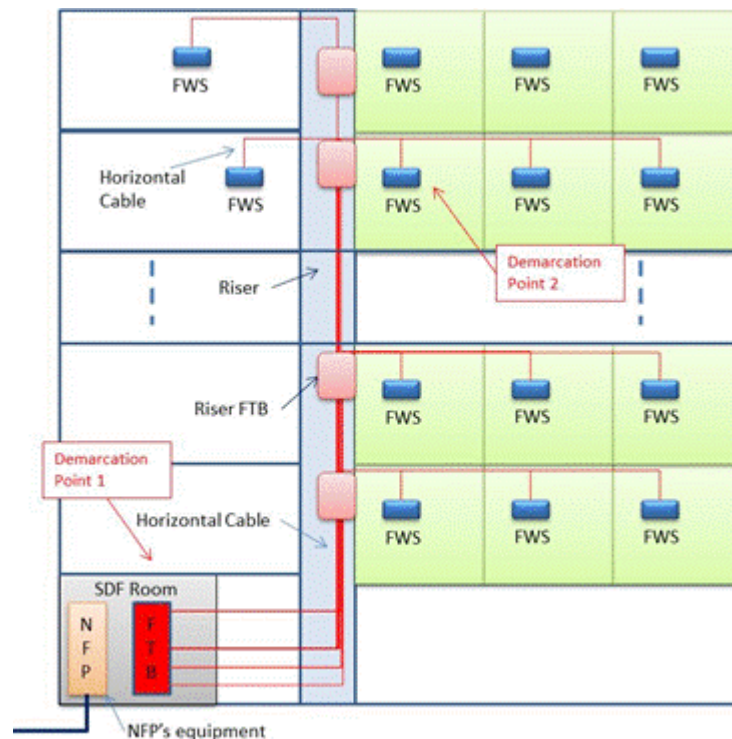 FWS
FWS
FWS
FWS
Horizontal
Cable
FWS
FWS
FWS
FWS
Demarcation
Point 2
Riser
Riser FTB
FWS
FWS
FWS
Demarcation
Point 1
Horizontal Cable
FWS
FWS
FWS
SDF Room
N
F
P
F
T
B
NFP's equipment